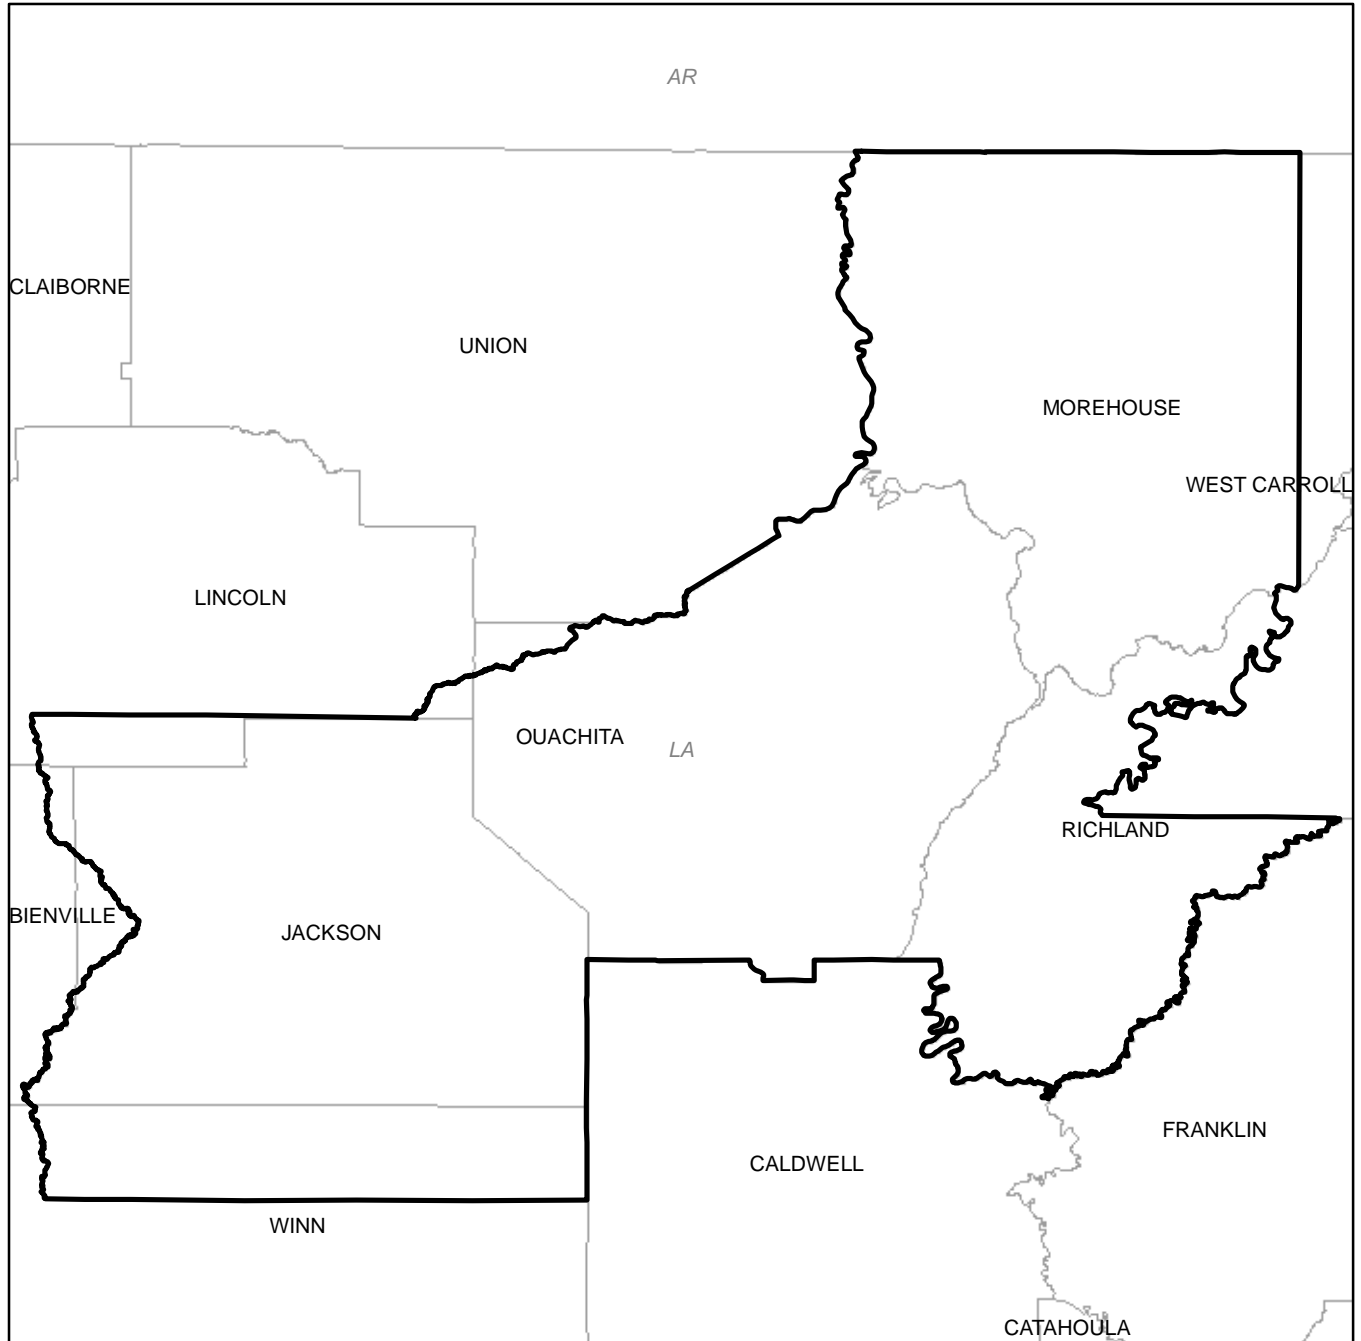 AR
CLAIBORNE
UNION
MOREHOUSE
WEST CARROLL
LINCOLN
OUACHITA
LA
RICHLAND
BIENVILLE
JACKSON
FRANKLIN
CALDWELL
WINN
CATAHOULA